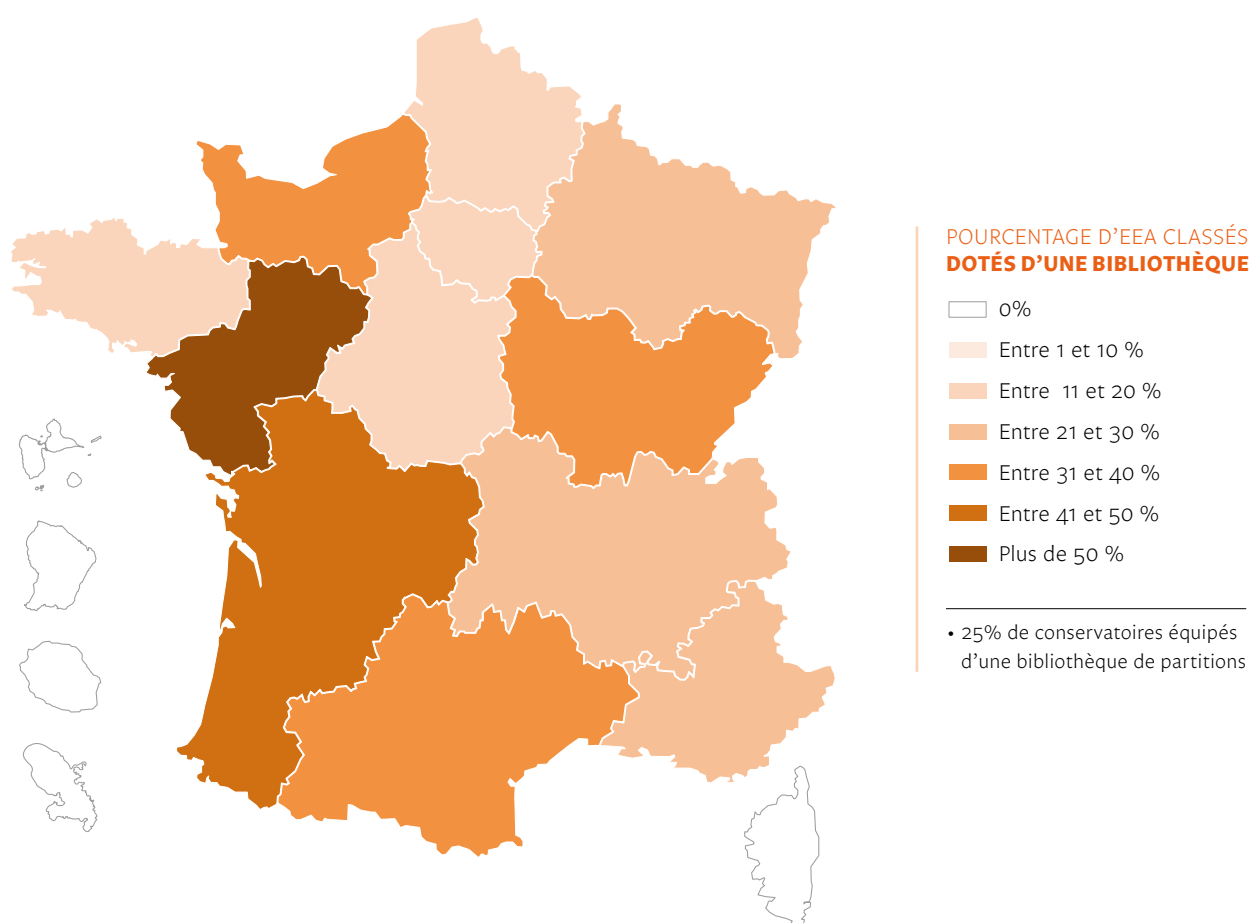 POURCENTAGE D'EEA CLASSÉS
DOTÉS D'UNE BIBLIOTHÈQUE
0%
Entre 1 et 10 %
Entre 11 et 20 %
Entre 21 et 30 %
Entre 31 et 40 %
Entre 41 et 50 %
Plus de 50 %
• 25% de conservatoires équipés
d'une bibliothèque de partitions